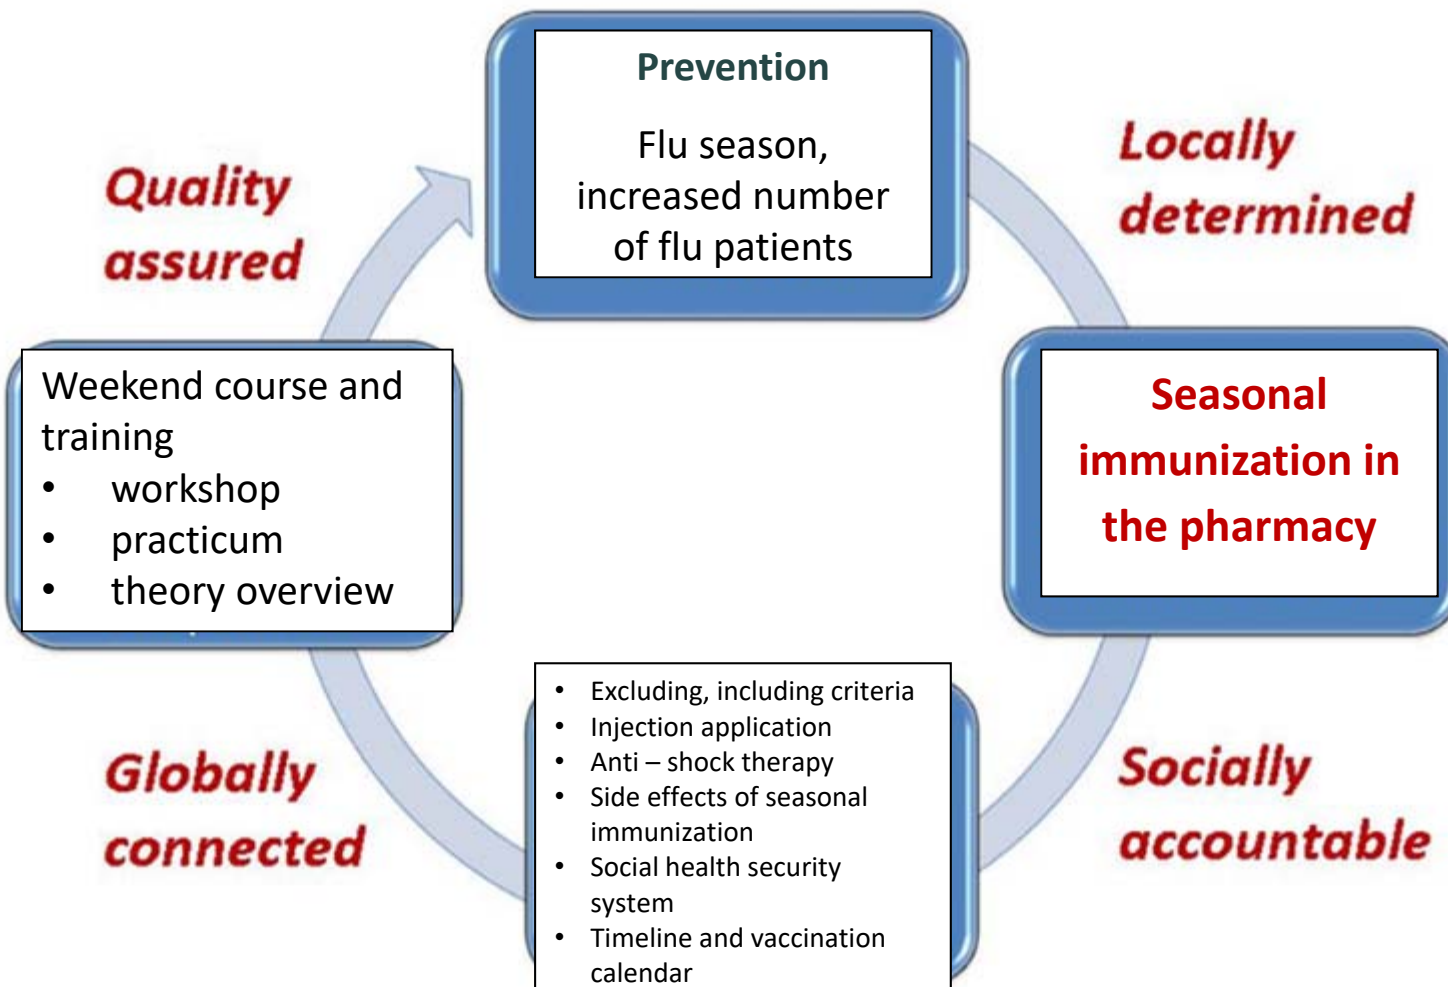 Prevention
Flu season,
increased number
of flu patients
Locally
determined
Seasonal
immunization in
the pharmacy
Socially
accountable
• Excluding, including criteria
• Injection application
• Anti – shock therapy
• Side effects of seasonal
immunization
• Social health security
system
• Timeline and vaccination
calendar
Globally
connected
Weekend course and
training
• workshop
• practicum
• theory overview
Quality
assured